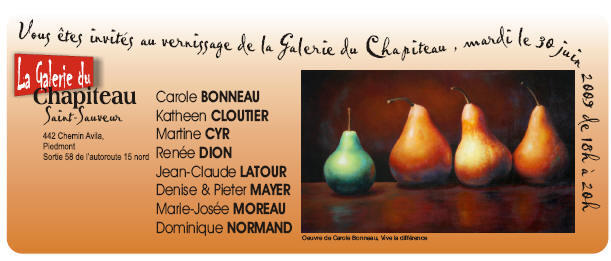 Vous êtes invités au vernissage de la Galerie du Chapiteau, mardi le 30 juin 2009 de 18h à 20h
La Galerie du
Chapiteau
Saint-Sauveur
442 Chemin Avila,
Piedmont
Sortie 58 de l'autoroute 15 nord
Carole BONNEAU
Katheen CLOUTIER
Martine CYR
Renée DION
Jean-Claude LATOUR
Denise & Pieter MAYER
Marie-Josée MOREAU
Dominique NORMAND
Oeuvre de Carole Bonneau, Vive la différence